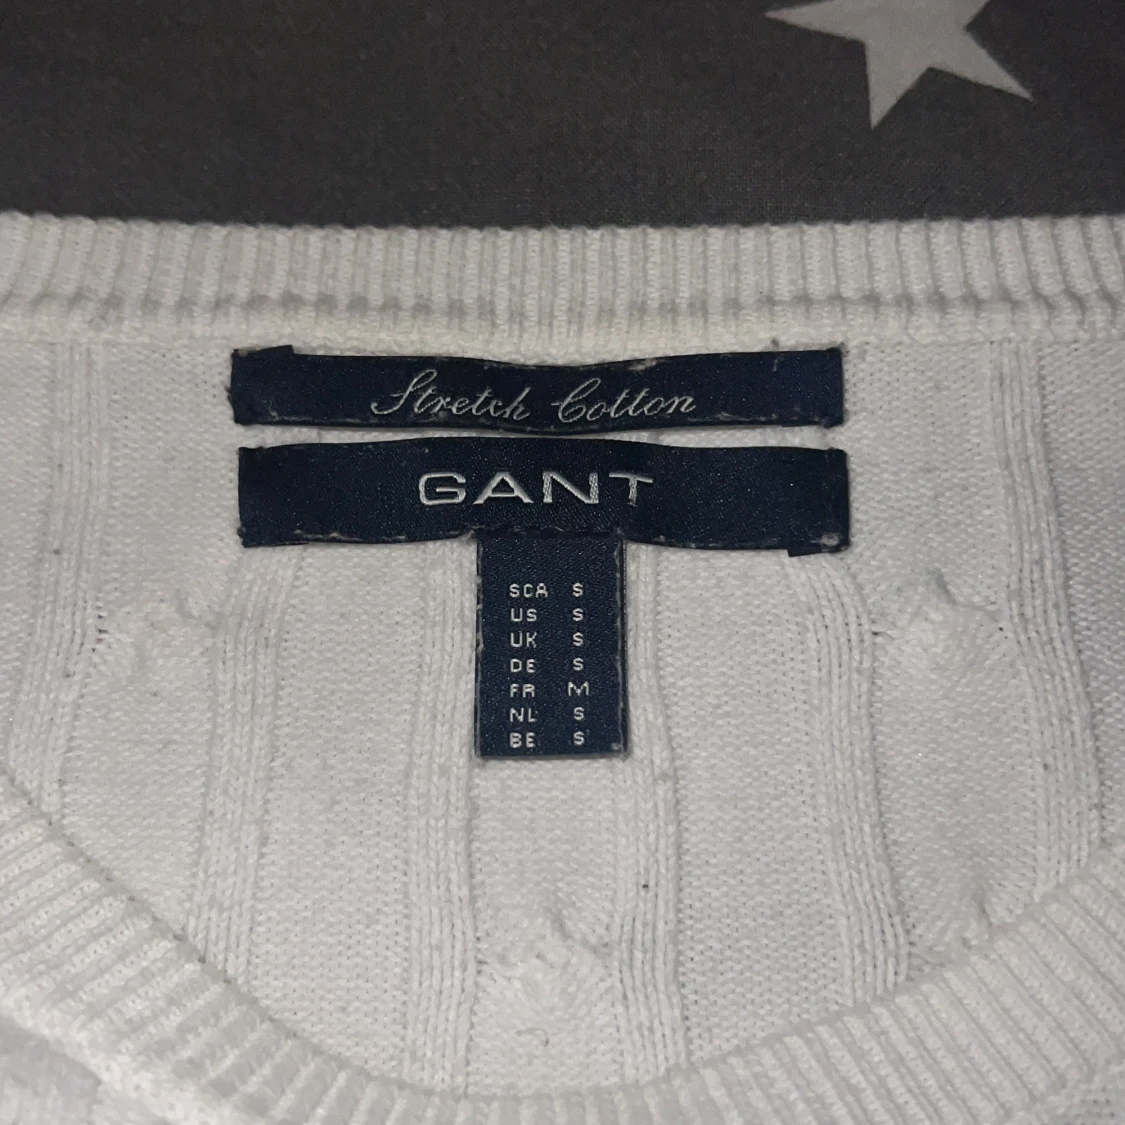 Stretch Cotton
GANT
SCA S
US S
UK S
DE S
FR M
NL S
BE S